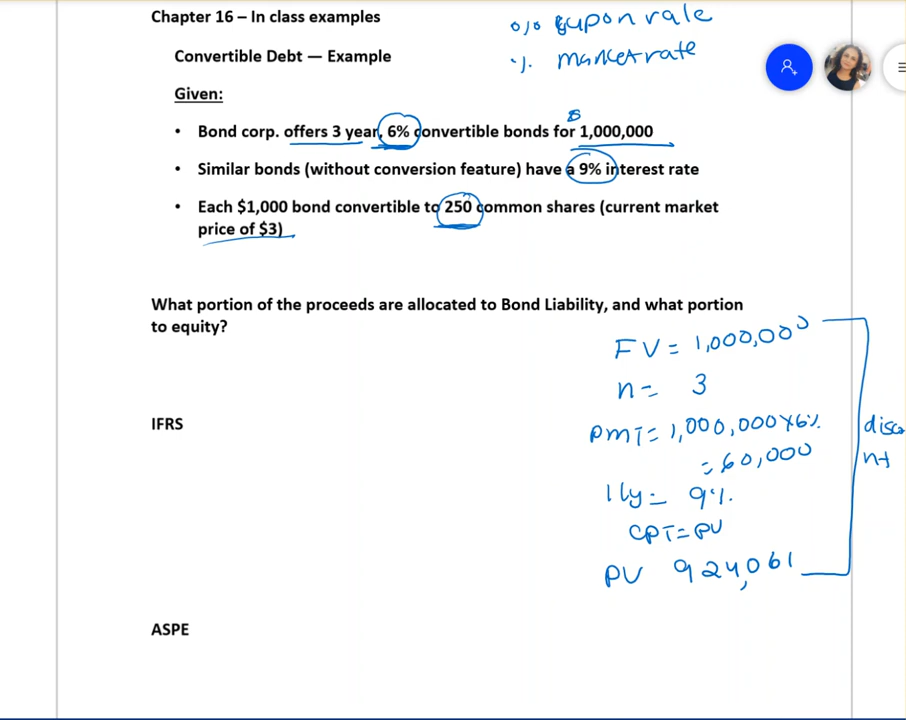 Chapter 16 – In class examples
% coupon rate
Convertible Debt — Example
%. market rate
Given:
• Bond corp. offers 3 year, 6% convertible bonds for $ 1,000,000
• Similar bonds (without conversion feature) have a 9% interest rate
• Each $1,000 bond convertible to 250 common shares (current market
price of $3)
What portion of the proceeds are allocated to Bond Liability, and what portion
to equity?
FV = 1,000,000
n = 3
IFRS
PMT = 1,000,000 x 6%
= 60,000
I/y = 9%.
CPT = PV
PV 924,061
disco
nt
ASPE